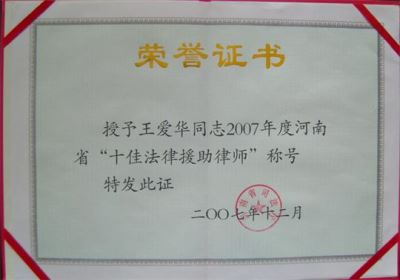 荣誉证书
授予王爱华同志2007年度河南
省“十佳法律援助律师”称号
特发此证
二〇〇七年十二月